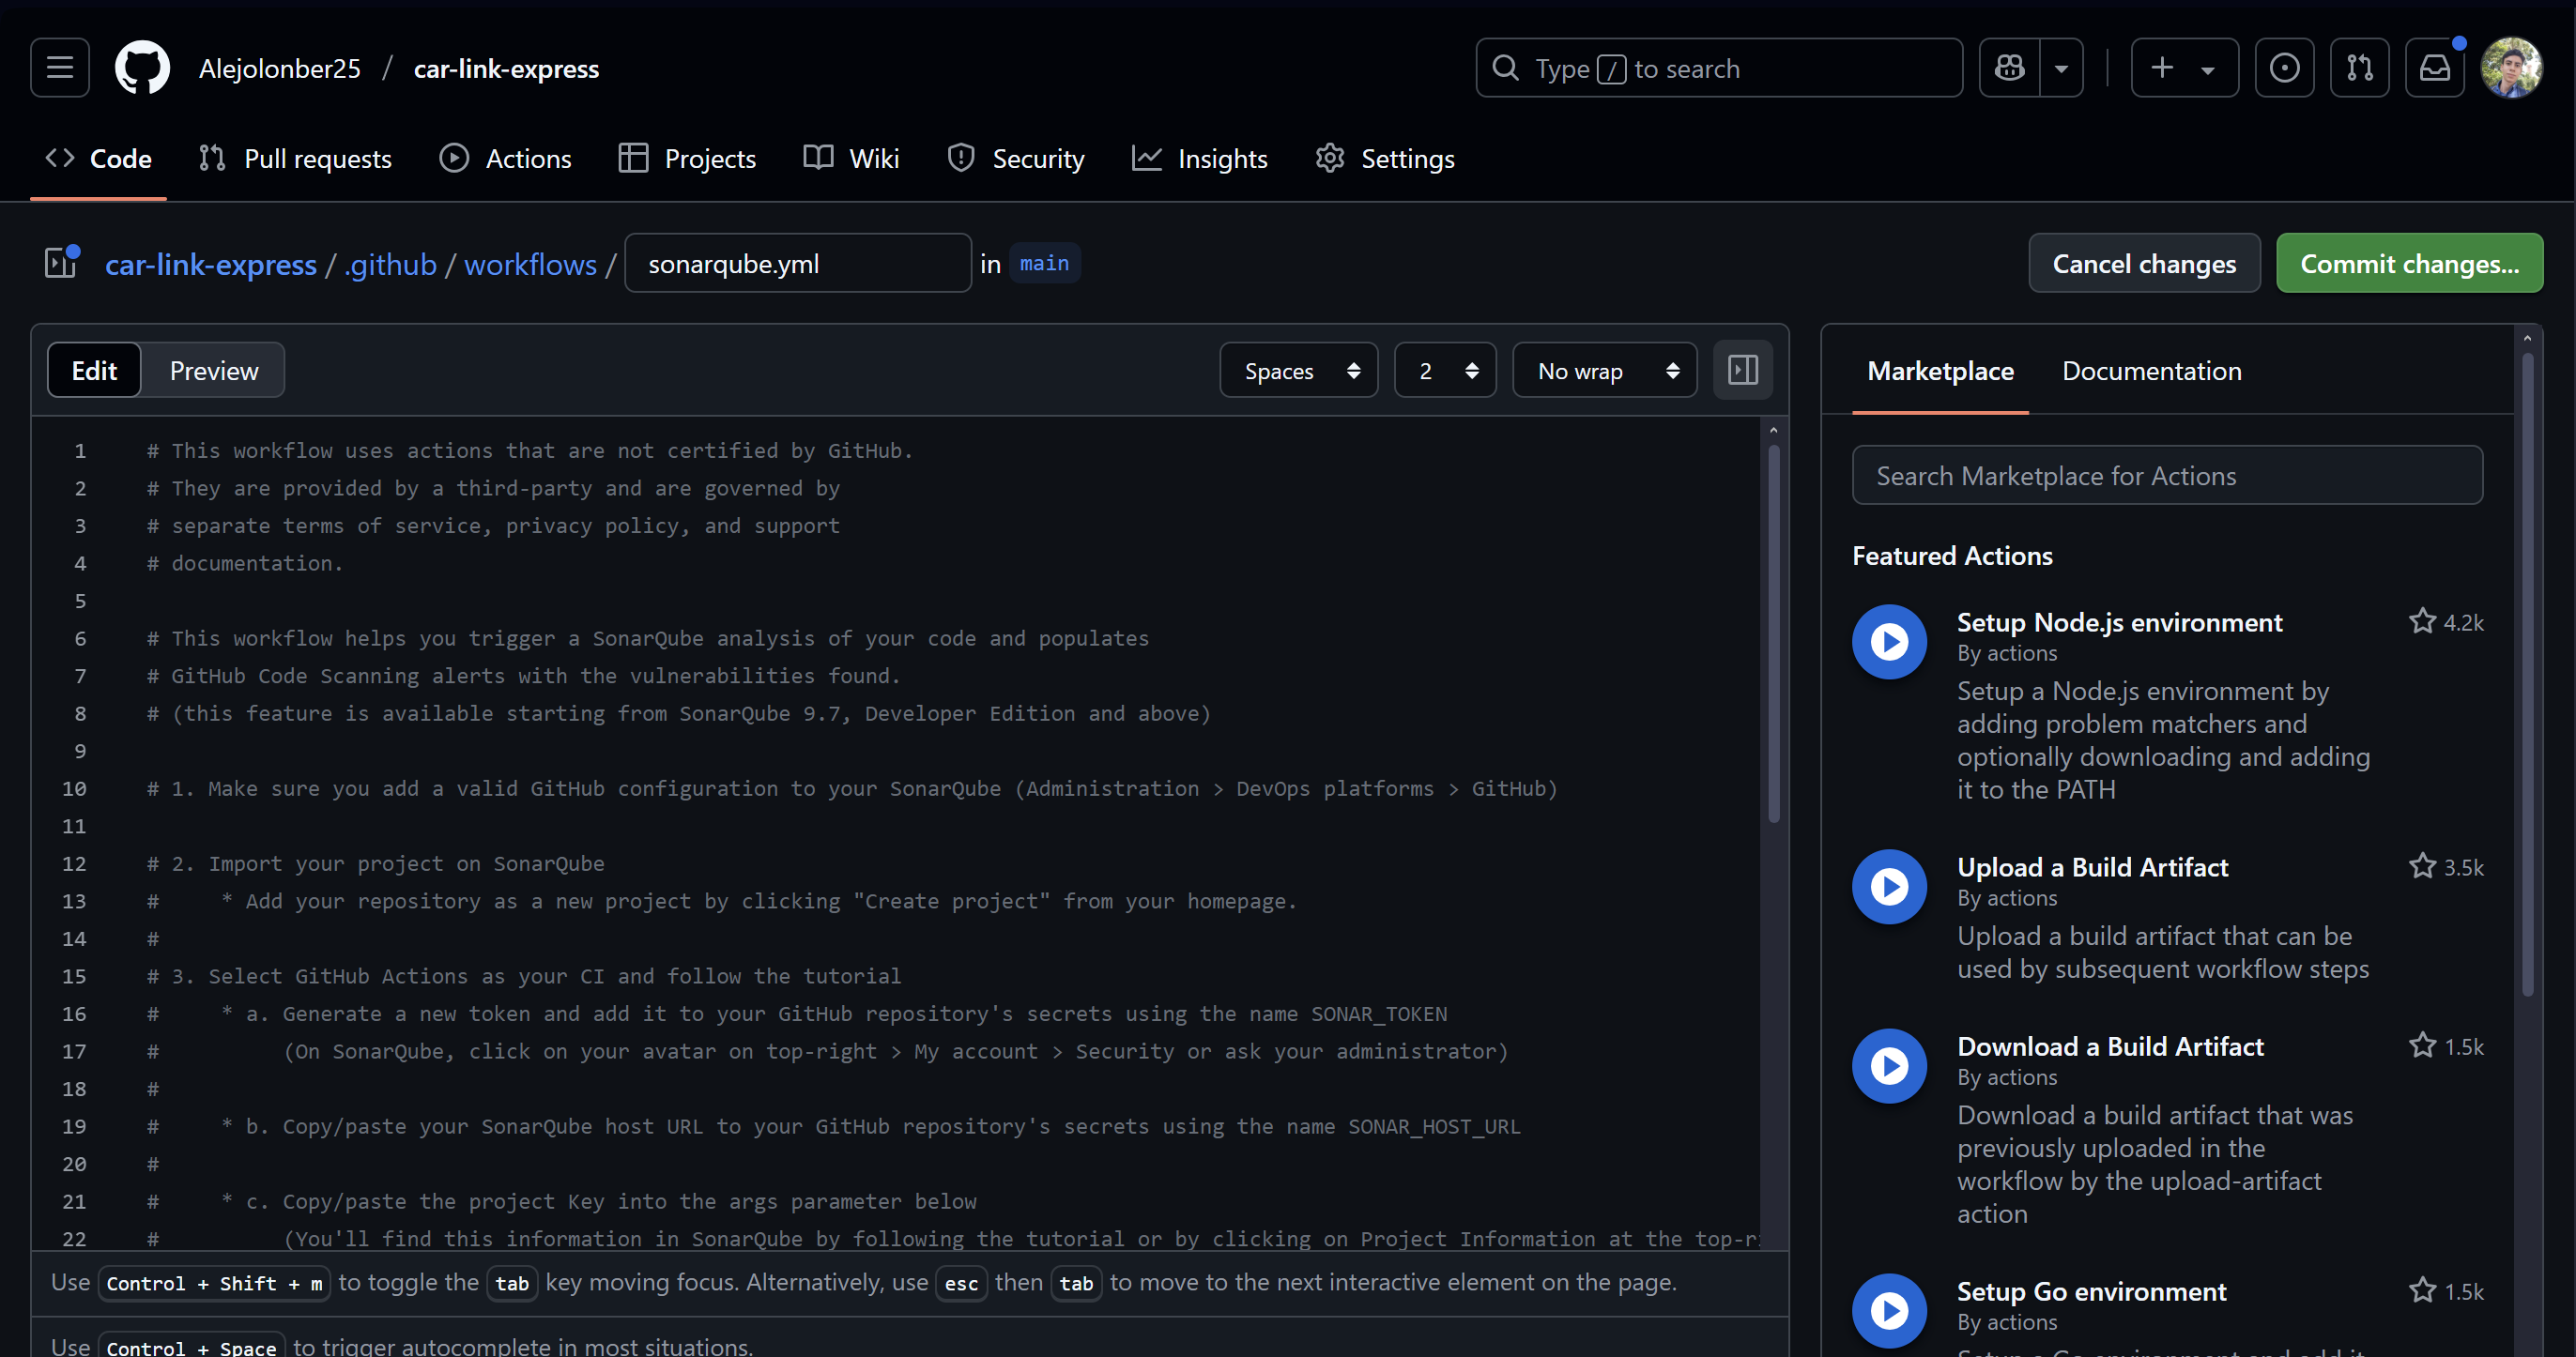 Alejolonber25 / car-link-express
Type / to search
Code
Pull requests
Actions
Projects
Wiki
Security
Insights
Settings
car-link-express / .github / workflows / sonarqube.yml in main
Cancel changes
Commit changes...
Edit
Preview
Spaces
2
No wrap
1 # This workflow uses actions that are not certified by GitHub.
2 # They are provided by a third-party and are governed by
3 # separate terms of service, privacy policy, and support
4 # documentation.
5
6 # This workflow helps you trigger a SonarQube analysis of your code and populates
7 # GitHub Code Scanning alerts with the vulnerabilities found.
8 # (this feature is available starting from SonarQube 9.7, Developer Edition and above)
9
10 # 1. Make sure you add a valid GitHub configuration to your SonarQube (Administration > DevOps platforms > GitHub)
11
12 # 2. Import your project on SonarQube
13 #     * Add your repository as a new project by clicking "Create project" from your homepage.
14 #
15 # 3. Select GitHub Actions as your CI and follow the tutorial
16 #     * a. Generate a new token and add it to your GitHub repository's secrets using the name SONAR_TOKEN
17 #          (On SonarQube, click on your avatar on top-right > My account > Security or ask your administrator)
18 #
19 #     * b. Copy/paste your SonarQube host URL to your GitHub repository's secrets using the name SONAR_HOST_URL
20 #
21 #     * c. Copy/paste the project Key into the args parameter below
22 #          (You'll find this information in SonarQube by following the tutorial or by clicking on Project Information at the
Use Control + Shift + m to toggle the tab key moving focus. Alternatively, use esc then tab to move to the next interactive element on the page.
Use Control + Space to trigger autocomplete in most situations.
Marketplace
Documentation
Search Marketplace for Actions
Featured Actions
Setup Node.js environment
4.2k
By actions
Setup a Node.js environment by
adding problem matchers and
optionally downloading and adding
it to the PATH
Upload a Build Artifact
3.5k
By actions
Upload a build artifact that can be
used by subsequent workflow steps
Download a Build Artifact
1.5k
By actions
Download a build artifact that was
previously uploaded in the
workflow by the upload-artifact
action
Setup Go environment
1.5k
By actions
Setup a Go environment and add it